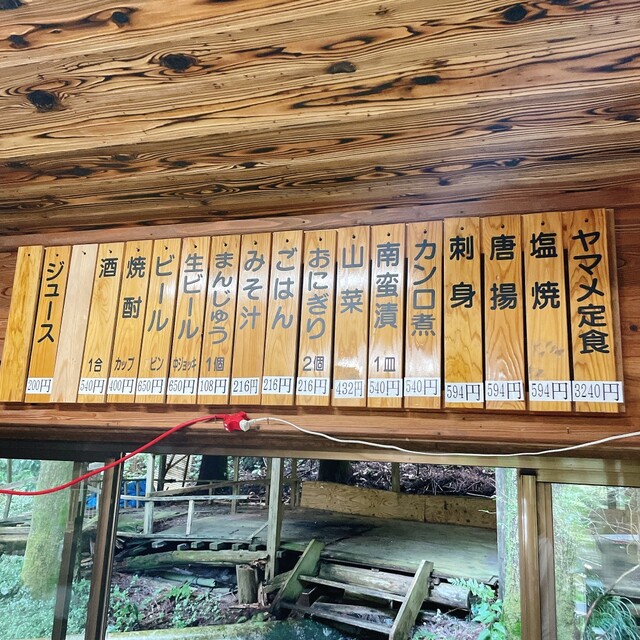 ヤマメ定食
3240円
塩焼
594円
唐揚
594円
刺身
594円
カンロ煮
540円
南蛮漬
1皿
540円
山菜
432円
おにぎり
2個
216円
ごはん
216円
みそ汁
216円
まんじゅう
1個
108円
生ビール
中ジョッキ
650円
ビール
ビン
650円
焼酎
カップ
400円
酒
1合
540円
ジュース
200円